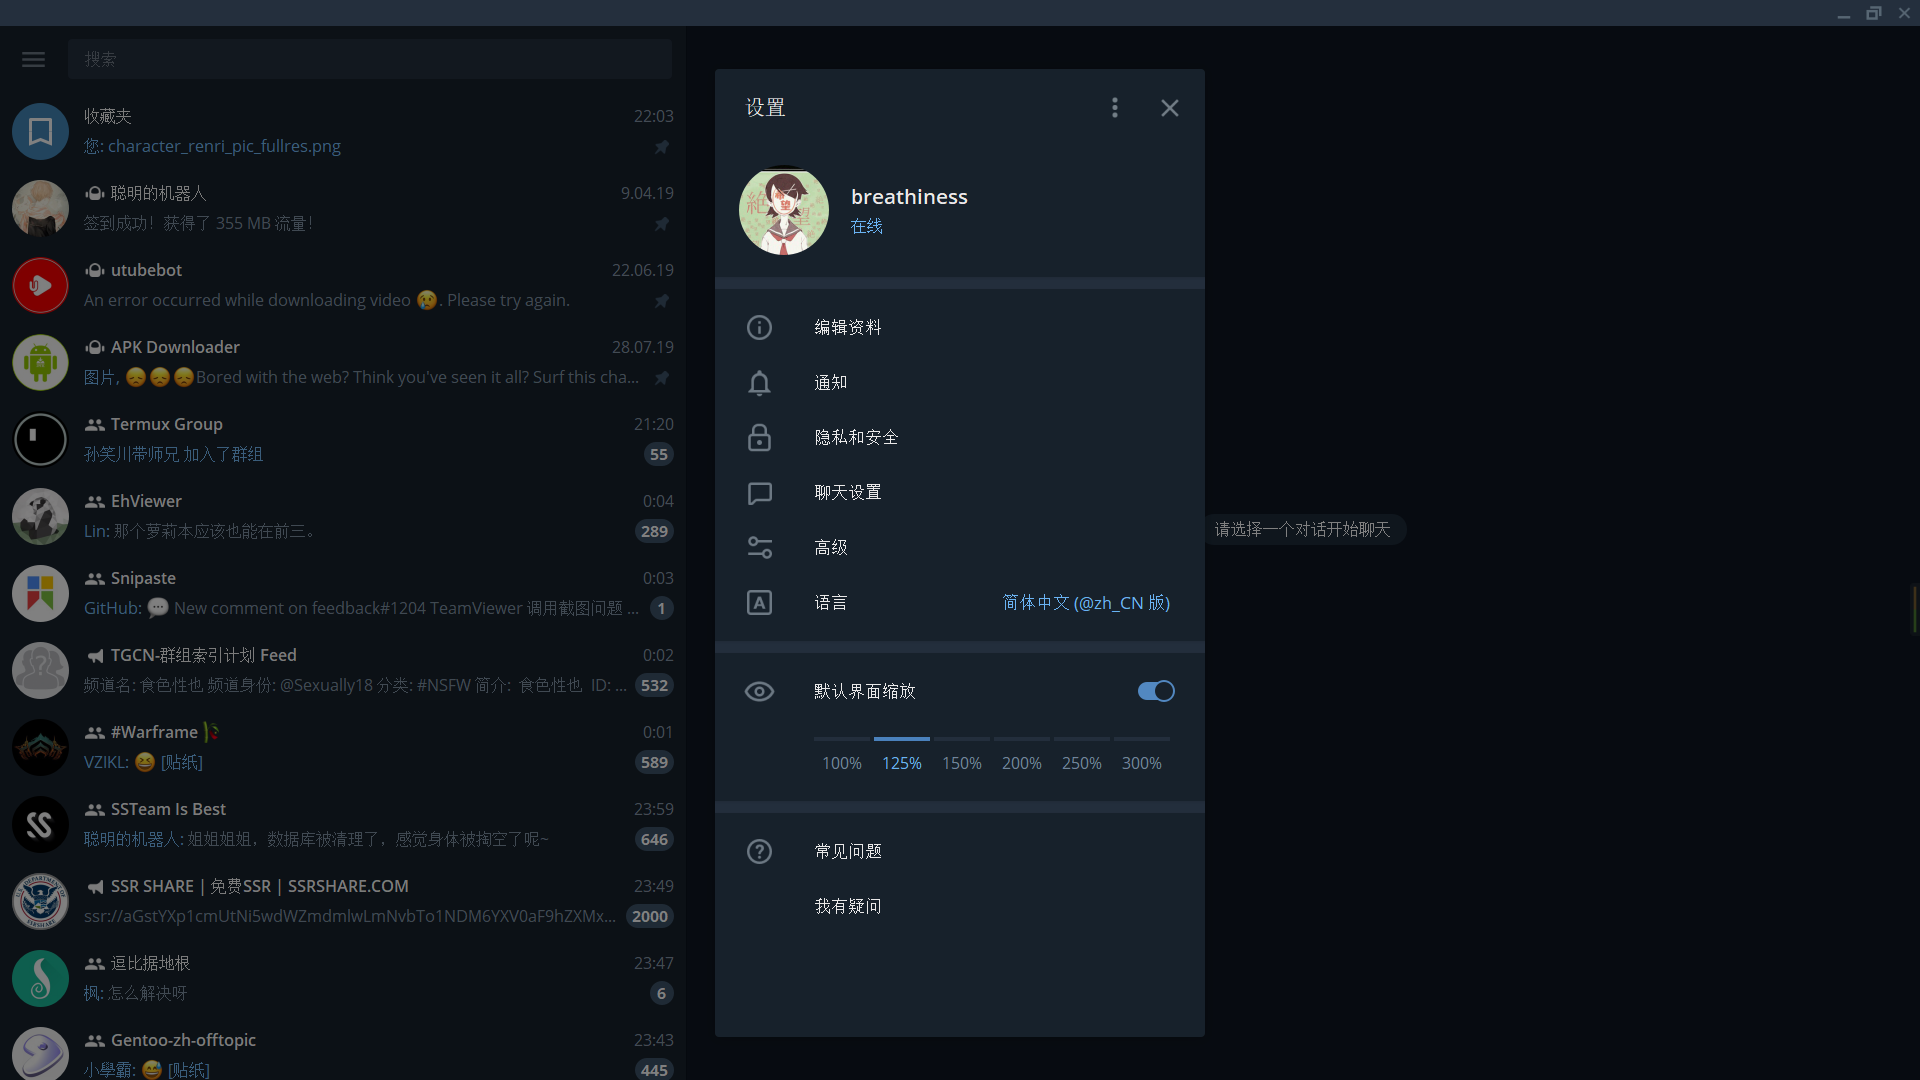 搜索
收藏夹 22:03
您: character_renri_pic_fullres.png
聪明的机器人 9.04.19
签到成功！获得了 355 MB 流量！
utubebot 22.06.19
An error occurred while downloading video 😢. Please try again.
APK Downloader 28.07.19
图片, 😞😞😞Bored with the web? Think you've seen it all? Surf this cha...
Termux Group 21:20
孙笑川带师兄 加入了群组 55
EhViewer 0:04
Lin: 那个萝莉本应该也能在前三。 289
Snipaste 0:03
GitHub: 💬 New comment on feedback#1204 TeamViewer 调用截图问题 ... 1
TGCN-群组索引计划 Feed 0:02
频道名: 食色性也 频道身份: @Sexually18 分类: #NSFW 简介: 食色性也 ID: ... 532
#Warframe 0:01
VZIKL: 😆 [贴纸] 589
SSTeam Is Best 23:59
聪明的机器人: 姐姐姐姐，数据库被清理了，感觉身体被掏空了呢~ 646
SSR SHARE | 免费SSR | SSRSHARE.COM 23:49
ssr://aGstYXp1cmUtNi5wdWZmdmlwLmNvbTo1NDM6YXV0aF9hZXMx... 2000
逗比据地根 23:47
枫: 怎么解决呀 6
Gentoo-zh-offtopic 23:43
小學霸: 😅 [贴纸] 445
设置
絶望
希望
breathiness
在线
编辑资料
通知
隐私和安全
聊天设置
高级
语言 简体中文 (@zh_CN 版)
默认界面缩放
100% 125% 150% 200% 250% 300%
常见问题
我有疑问
请选择一个对话开始聊天